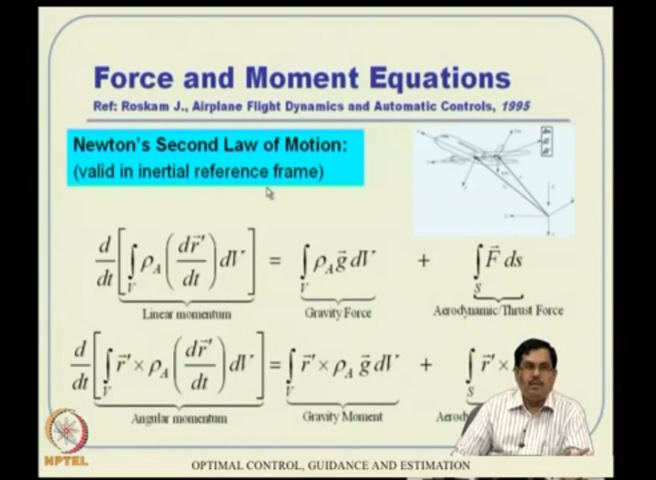 Force and Moment Equations
Ref: Roskam J., Airplane Flight Dynamics and Automatic Controls, 1995
Newton's Second Law of Motion:
(valid in inertial reference frame)
d/dt [ ∫_V ρ_A ( d r⃗′/dt ) dV ] = ∫_V ρ_A g⃗ dV + ∫_S F⃗ ds
Linear momentum Gravity Force Aerodynamic/Thrust Force
d/dt [ ∫_V r⃗′ × ρ_A ( d r⃗′/dt ) dV ] = ∫_V r⃗′ × ρ_A g⃗ dV + ∫_S r⃗′ ×
Angular momentum Gravity Moment
NPTEL
OPTIMAL CONTROL, GUIDANCE AND ESTIMATION